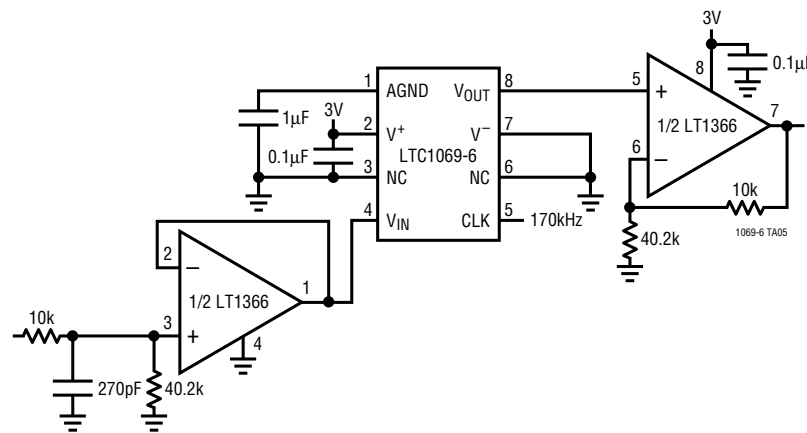 3V
8
0.1µF
1
AGND
VOUT
8
5
+
7
1µF
3V
1/2 LT1366
2
V+
V−
7
6
−
0.1µF
LTC1069-6
3
NC
NC
6
10k
4
VIN
CLK
5
170kHz
40.2k
1069-6 TA05
2
−
1/2 LT1366
1
10k
3
+
4
270pF
40.2k